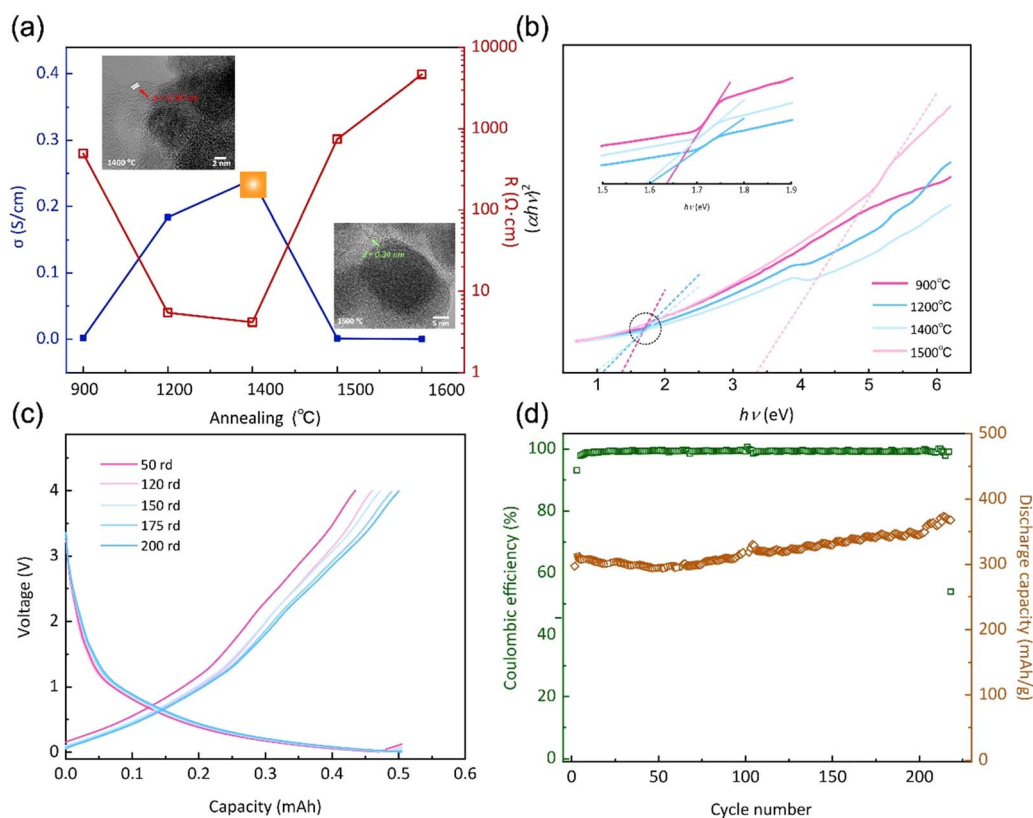 (a)
0.4
0.3
0.2
0.1
0.0
σ (S/cm)
1400 °C
2 nm
d = 0.34 nm
1500 °C
5 nm
10000
1000
100
10
1
R (Ω·cm)
900 1200 1400 1500 1600
Annealing (°C)
(b)
(αhν)²
1.5 1.6 1.7 1.8 1.9
hν (eV)
900°C
1200°C
1400°C
1500°C
1 2 3 4 5 6
hν (eV)
(c)
50 rd
120 rd
150 rd
175 rd
200 rd
4
3
2
1
0
Voltage (V)
0.0 0.1 0.2 0.3 0.4 0.5 0.6
Capacity (mAh)
(d)
100
90
80
70
60
40
20
0
Coulombic efficiency (%)
500
400
300
200
100
0
Discharge capacity (mAh/g)
0 50 100 150 200
Cycle number